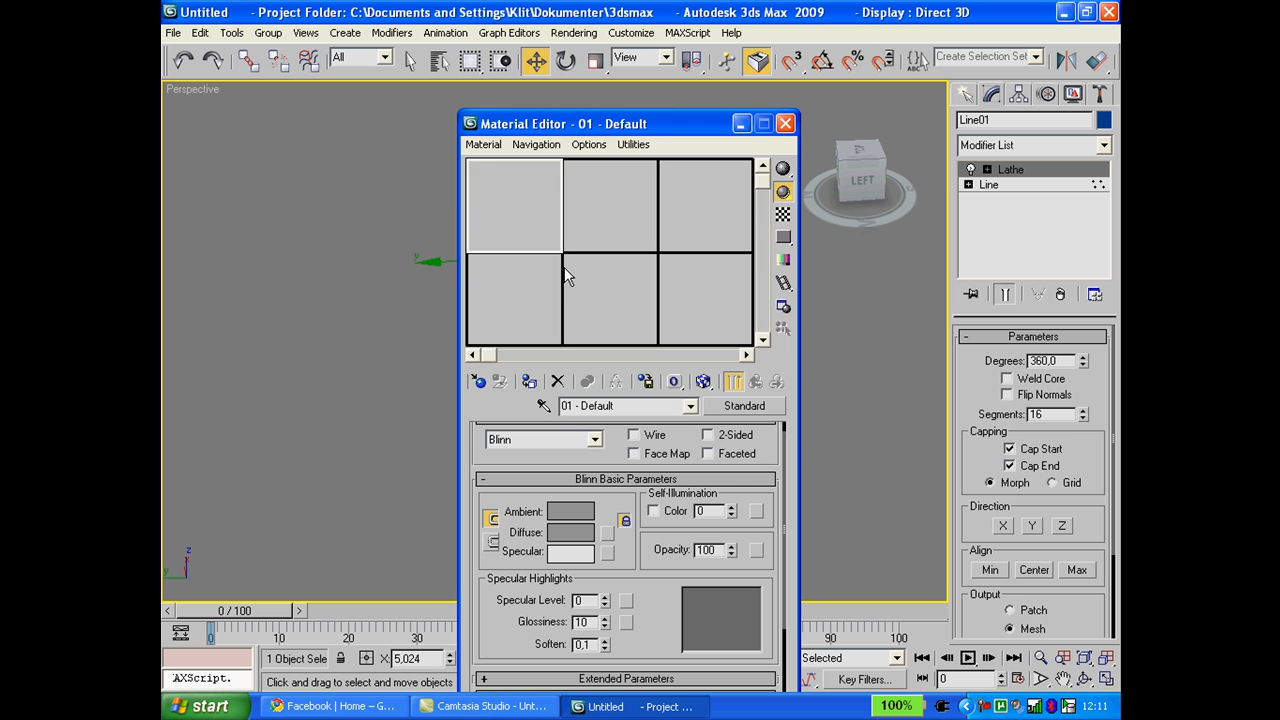 Untitled - Project Folder: C:\Documents and Settings\Klit\Dokumenter\3dsmax - Autodesk 3ds Max 2009 - Display : Direct 3D
File Edit Tools Group Views Create Modifiers Animation Graph Editors Rendering Customize MAXScript Help
All View Create Selection Set
Perspective
Material Editor - 01 - Default
Material Navigation Options Utilities
LEFT
Line01
Modifier List
Lathe
Line
y
01 - Default Standard
Blinn Wire 2-Sided
Face Map Faceted
Blinn Basic Parameters
Self-Illumination
Ambient: Color 0
Diffuse:
Specular: Opacity: 100
Specular Highlights
Specular Level: 0
Glossiness: 10
Soften: 0,1
Extended Parameters
Parameters
Degrees: 360,0
Weld Core
Flip Normals
Segments: 16
Capping
Cap Start
Cap End
Morph Grid
Direction
X Y Z
Align
Min Center Max
Output
Patch
Mesh
z
y
0 / 100
0 10 20 30 90 100
1 Object Sele X: 5,024 Selected
AXScript. Click and drag to select and move objects Key Filters... 0
start Facebook | Home – G... Camtasia Studio - Unt... Untitled - Project ... 100% 12:11